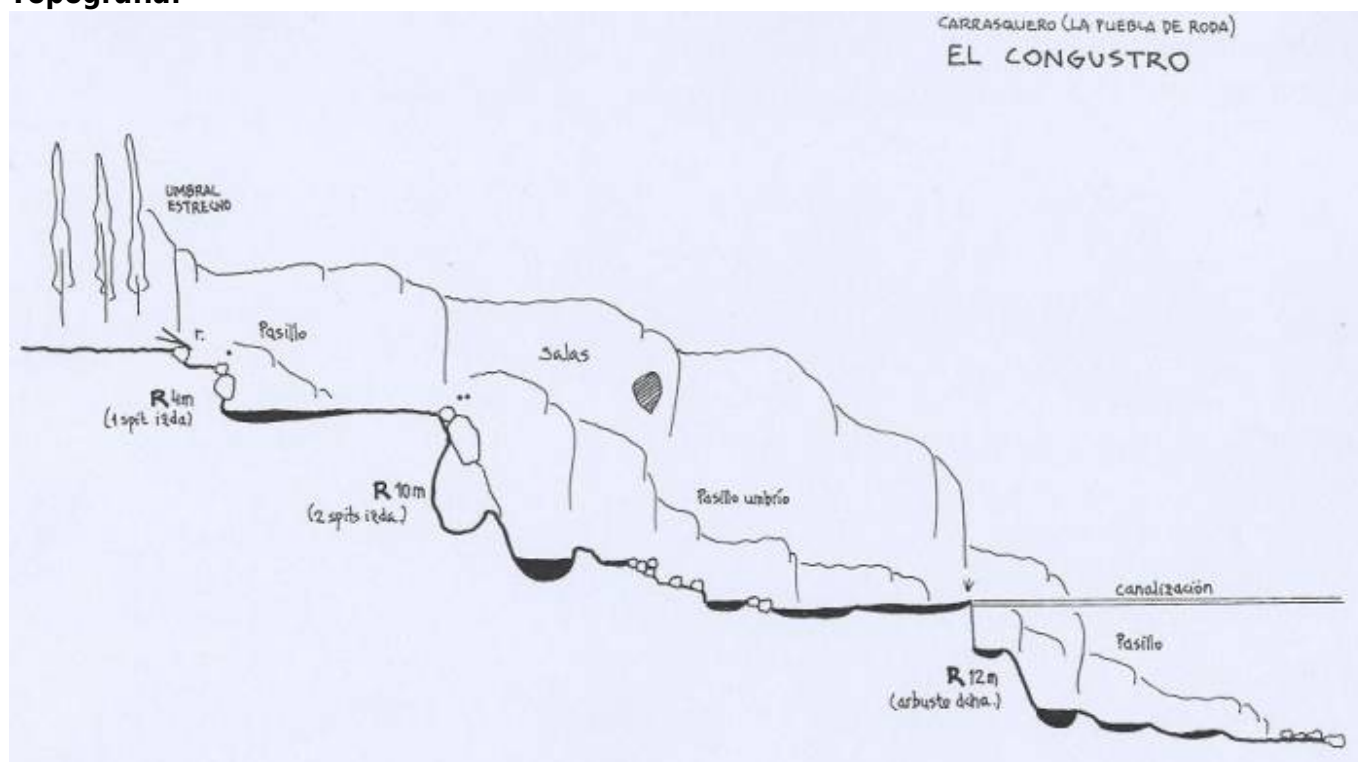 Topografía:
CARRASQUERO (LA PUEBLA DE RODA)
EL CONGUSTRO
UMBRAL
ESTRECHO
r.
Pasillo
R 4m
(1 spit izda)
Salas
R 10m
(2 spits izda.)
Pasillo umbrío
canalización
Pasillo
R 12m
(arbusto dcha.)